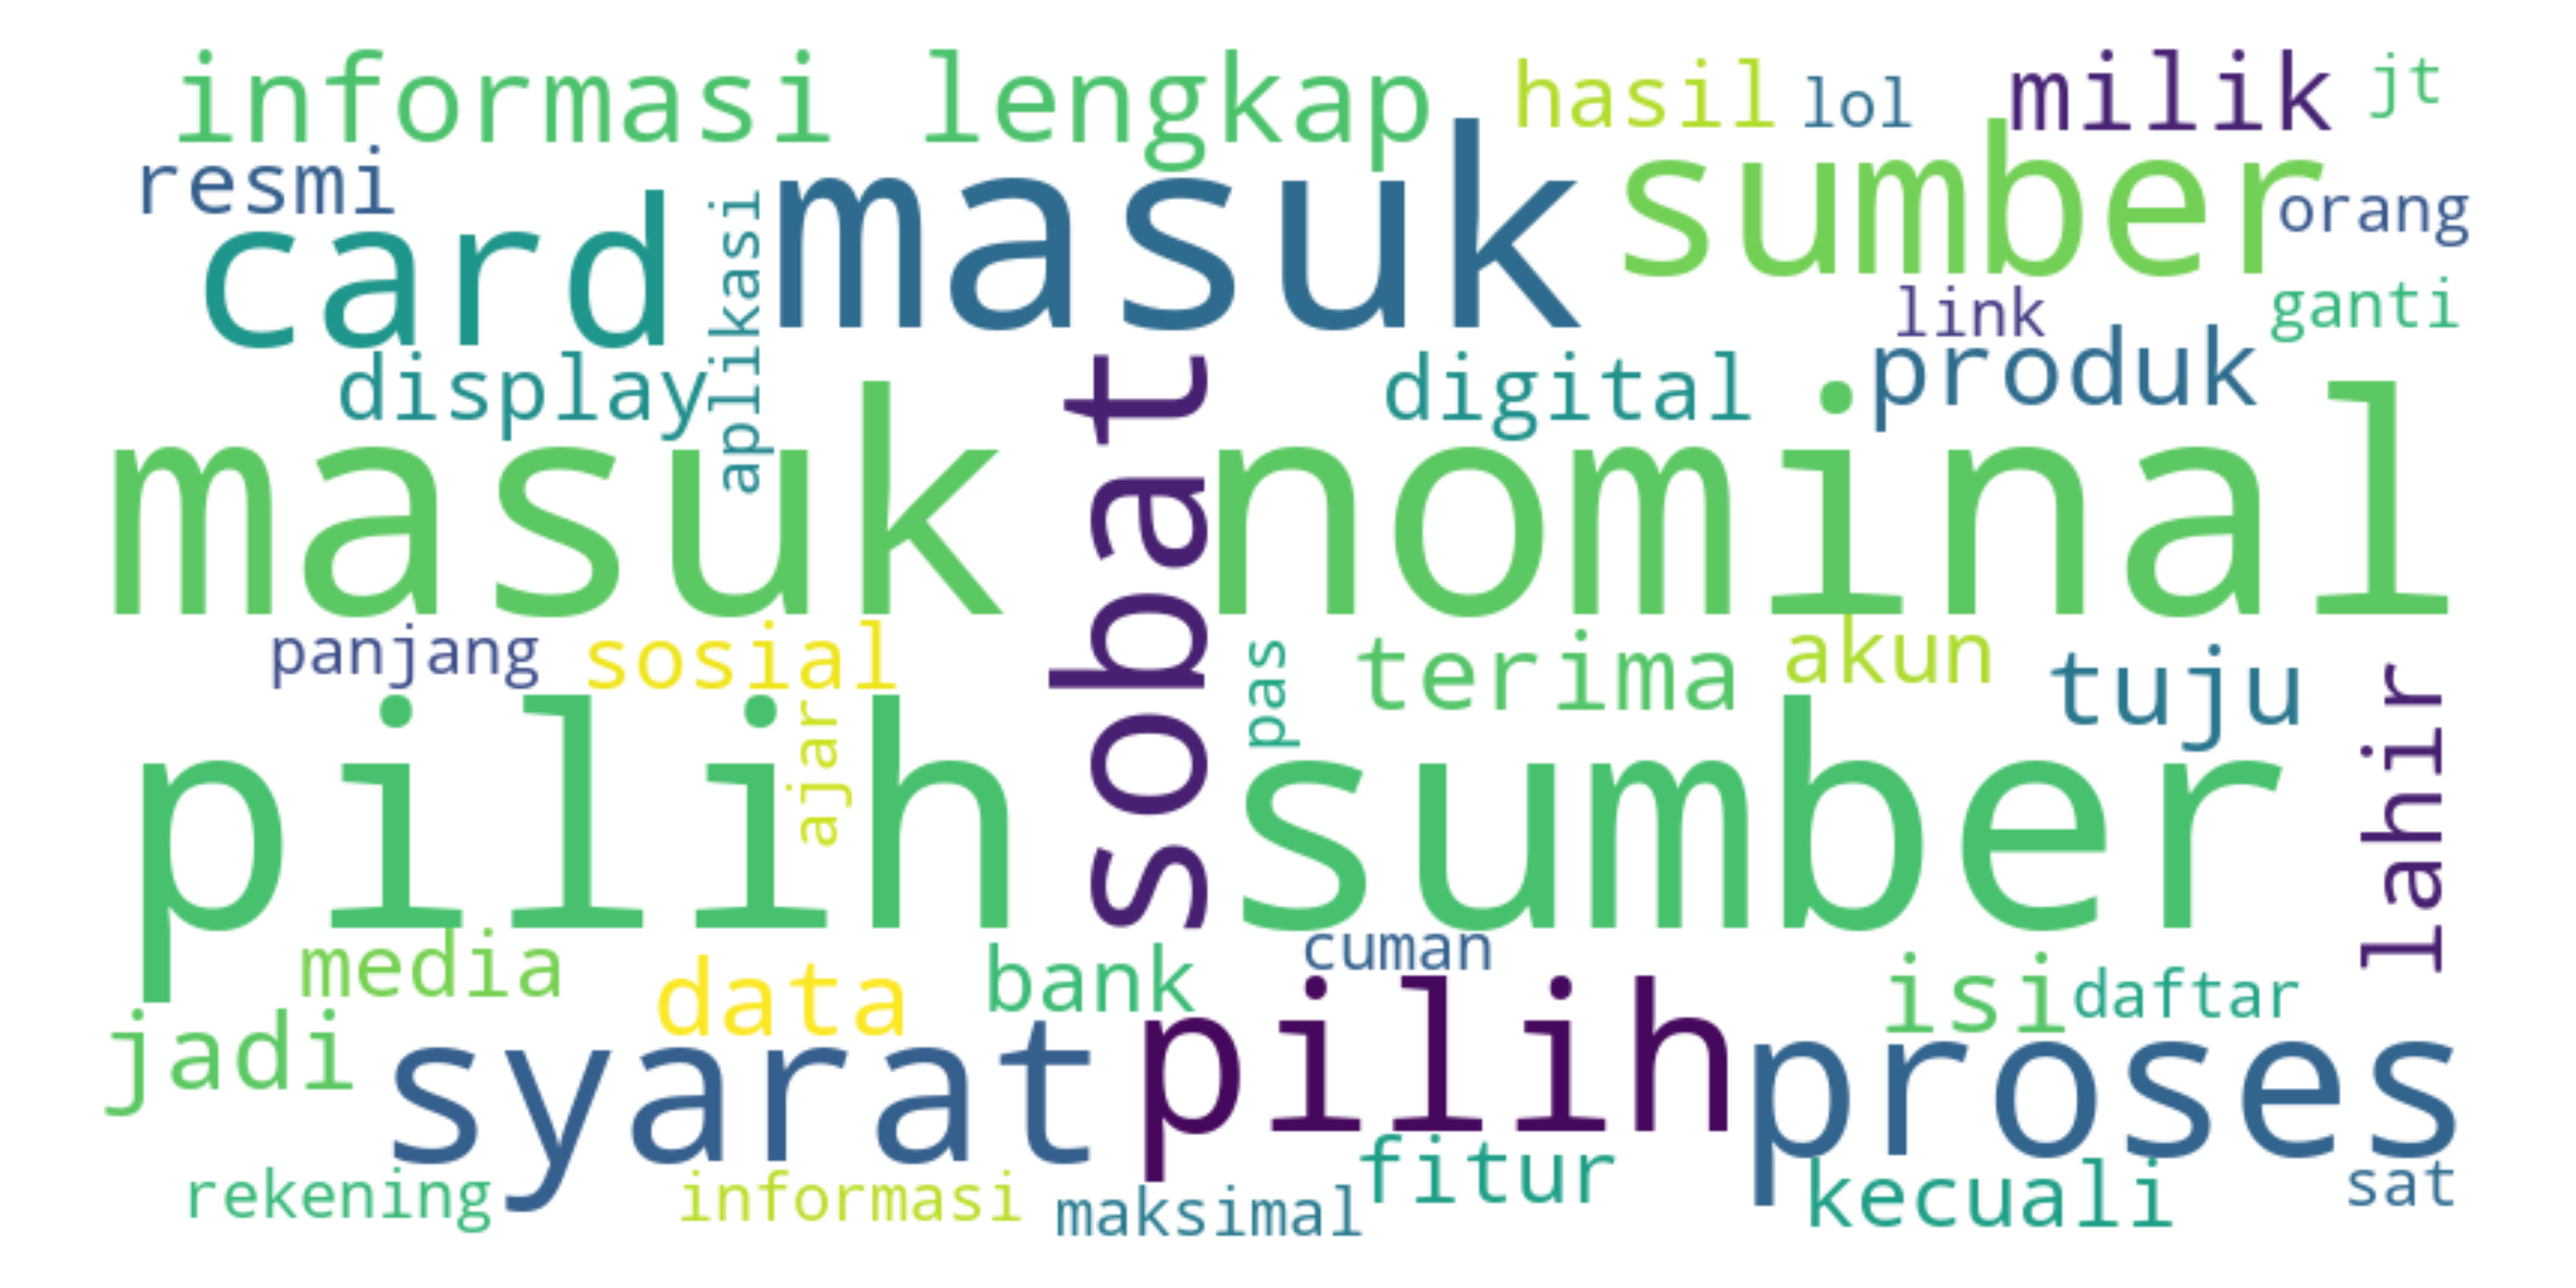 informasi lengkap
hasil
lol
milik
jt
resmi
card
aplikasi
masuk
sumber
orang
link
ganti
display
digital
produk
masuk nominal
sobat
panjang
sosial
pas
terima
akun
tuju
lahir
pilih sumber
ajar
media
data
bank
cuman
isi
daftar
jadi
syarat
pilih
proses
rekening
informasi
maksimal
fitur
kecuali
sat